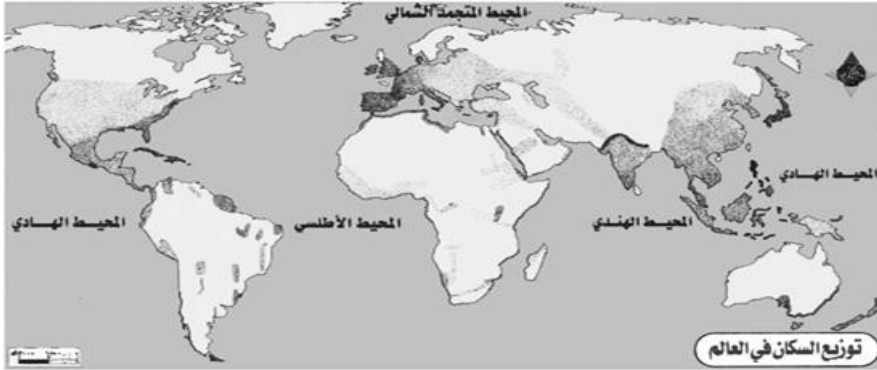 المحيط المتجمد الشمالي
المحيط الهادي
المحيط الهادي
المحيط الأطلسي
المحيط الهندي
توزيع السكان في العالم